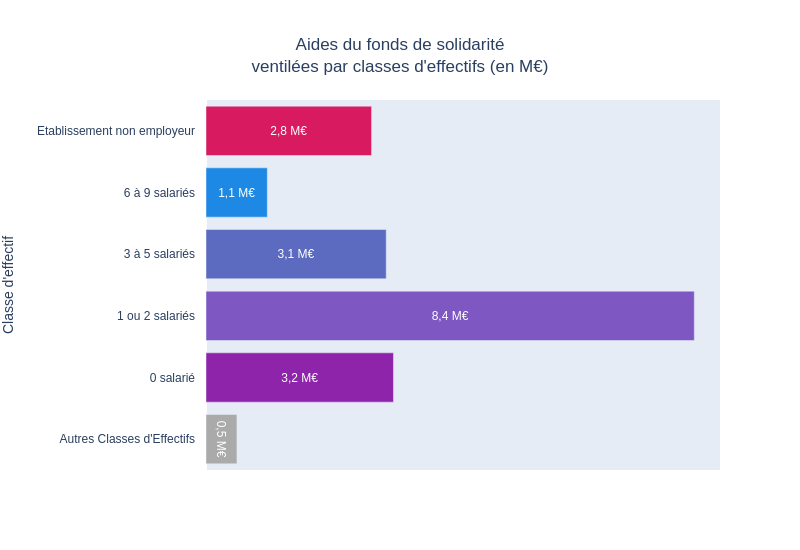 Aides du fonds de solidarité
ventilées par classes d'effectifs (en M€)
Classe d'effectif
Etablissement non employeur
2,8 M€
6 à 9 salariés
1,1 M€
3 à 5 salariés
3,1 M€
1 ou 2 salariés
8,4 M€
0 salarié
3,2 M€
Autres Classes d'Effectifs
0,5 M€